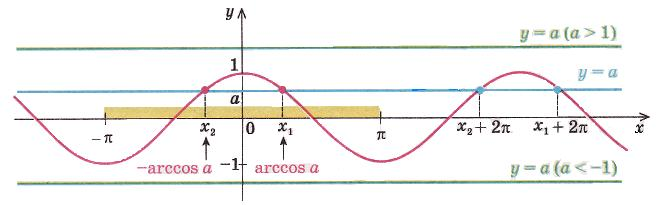 y
y = a (a > 1)
1
y = a
a
−π
x₂
0
x₁
π
x₂ + 2π
x₁ + 2π
x
−arccos a
−1
arccos a
y = a (a < −1)